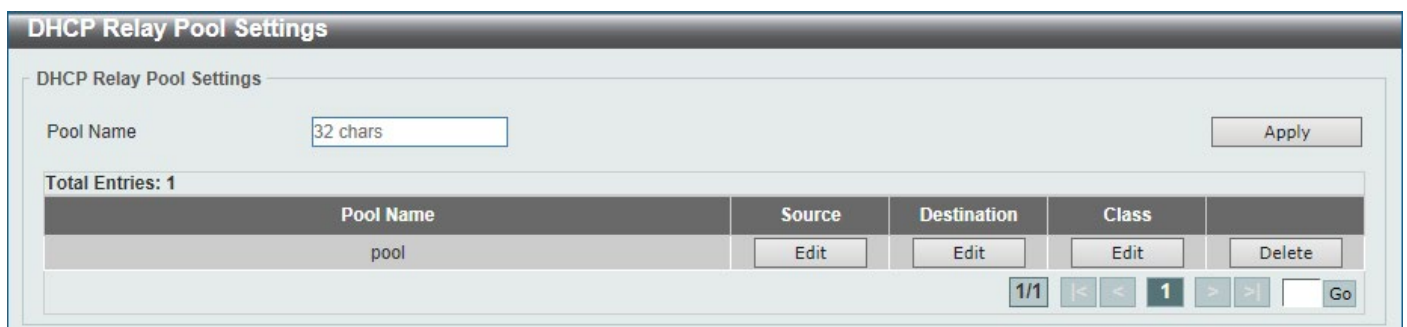 DHCP Relay Pool Settings
DHCP Relay Pool Settings
Pool Name 32 chars Apply
Total Entries: 1
Pool Name Source Destination Class
pool Edit Edit Edit Delete
1/1 |< < 1 > >| Go